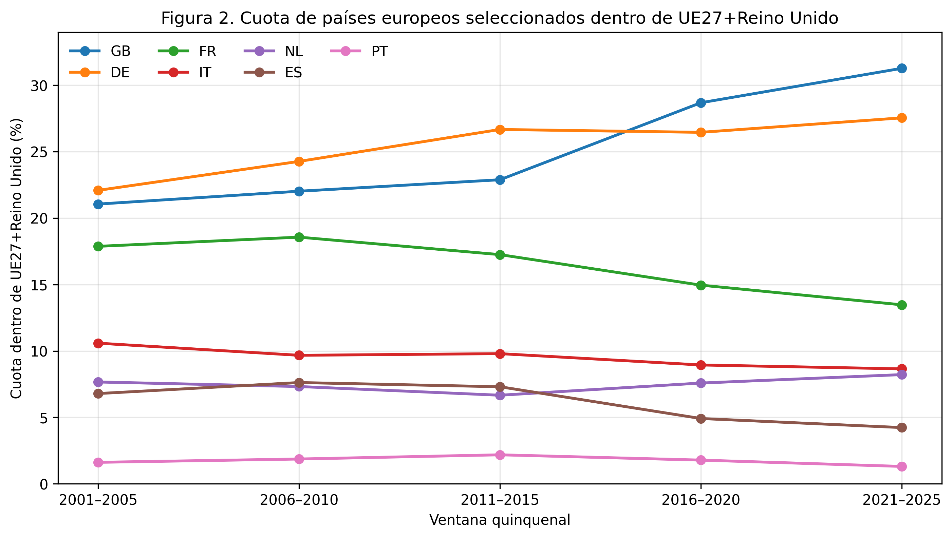 Figura 2. Cuota de países europeos seleccionados dentro de UE27+Reino Unido
GB FR NL PT
DE IT ES
Cuota dentro de UE27+Reino Unido (%)
30
25
20
15
10
5
0
2001–2005 2006–2010 2011–2015 2016–2020 2021–2025
Ventana quinquenal